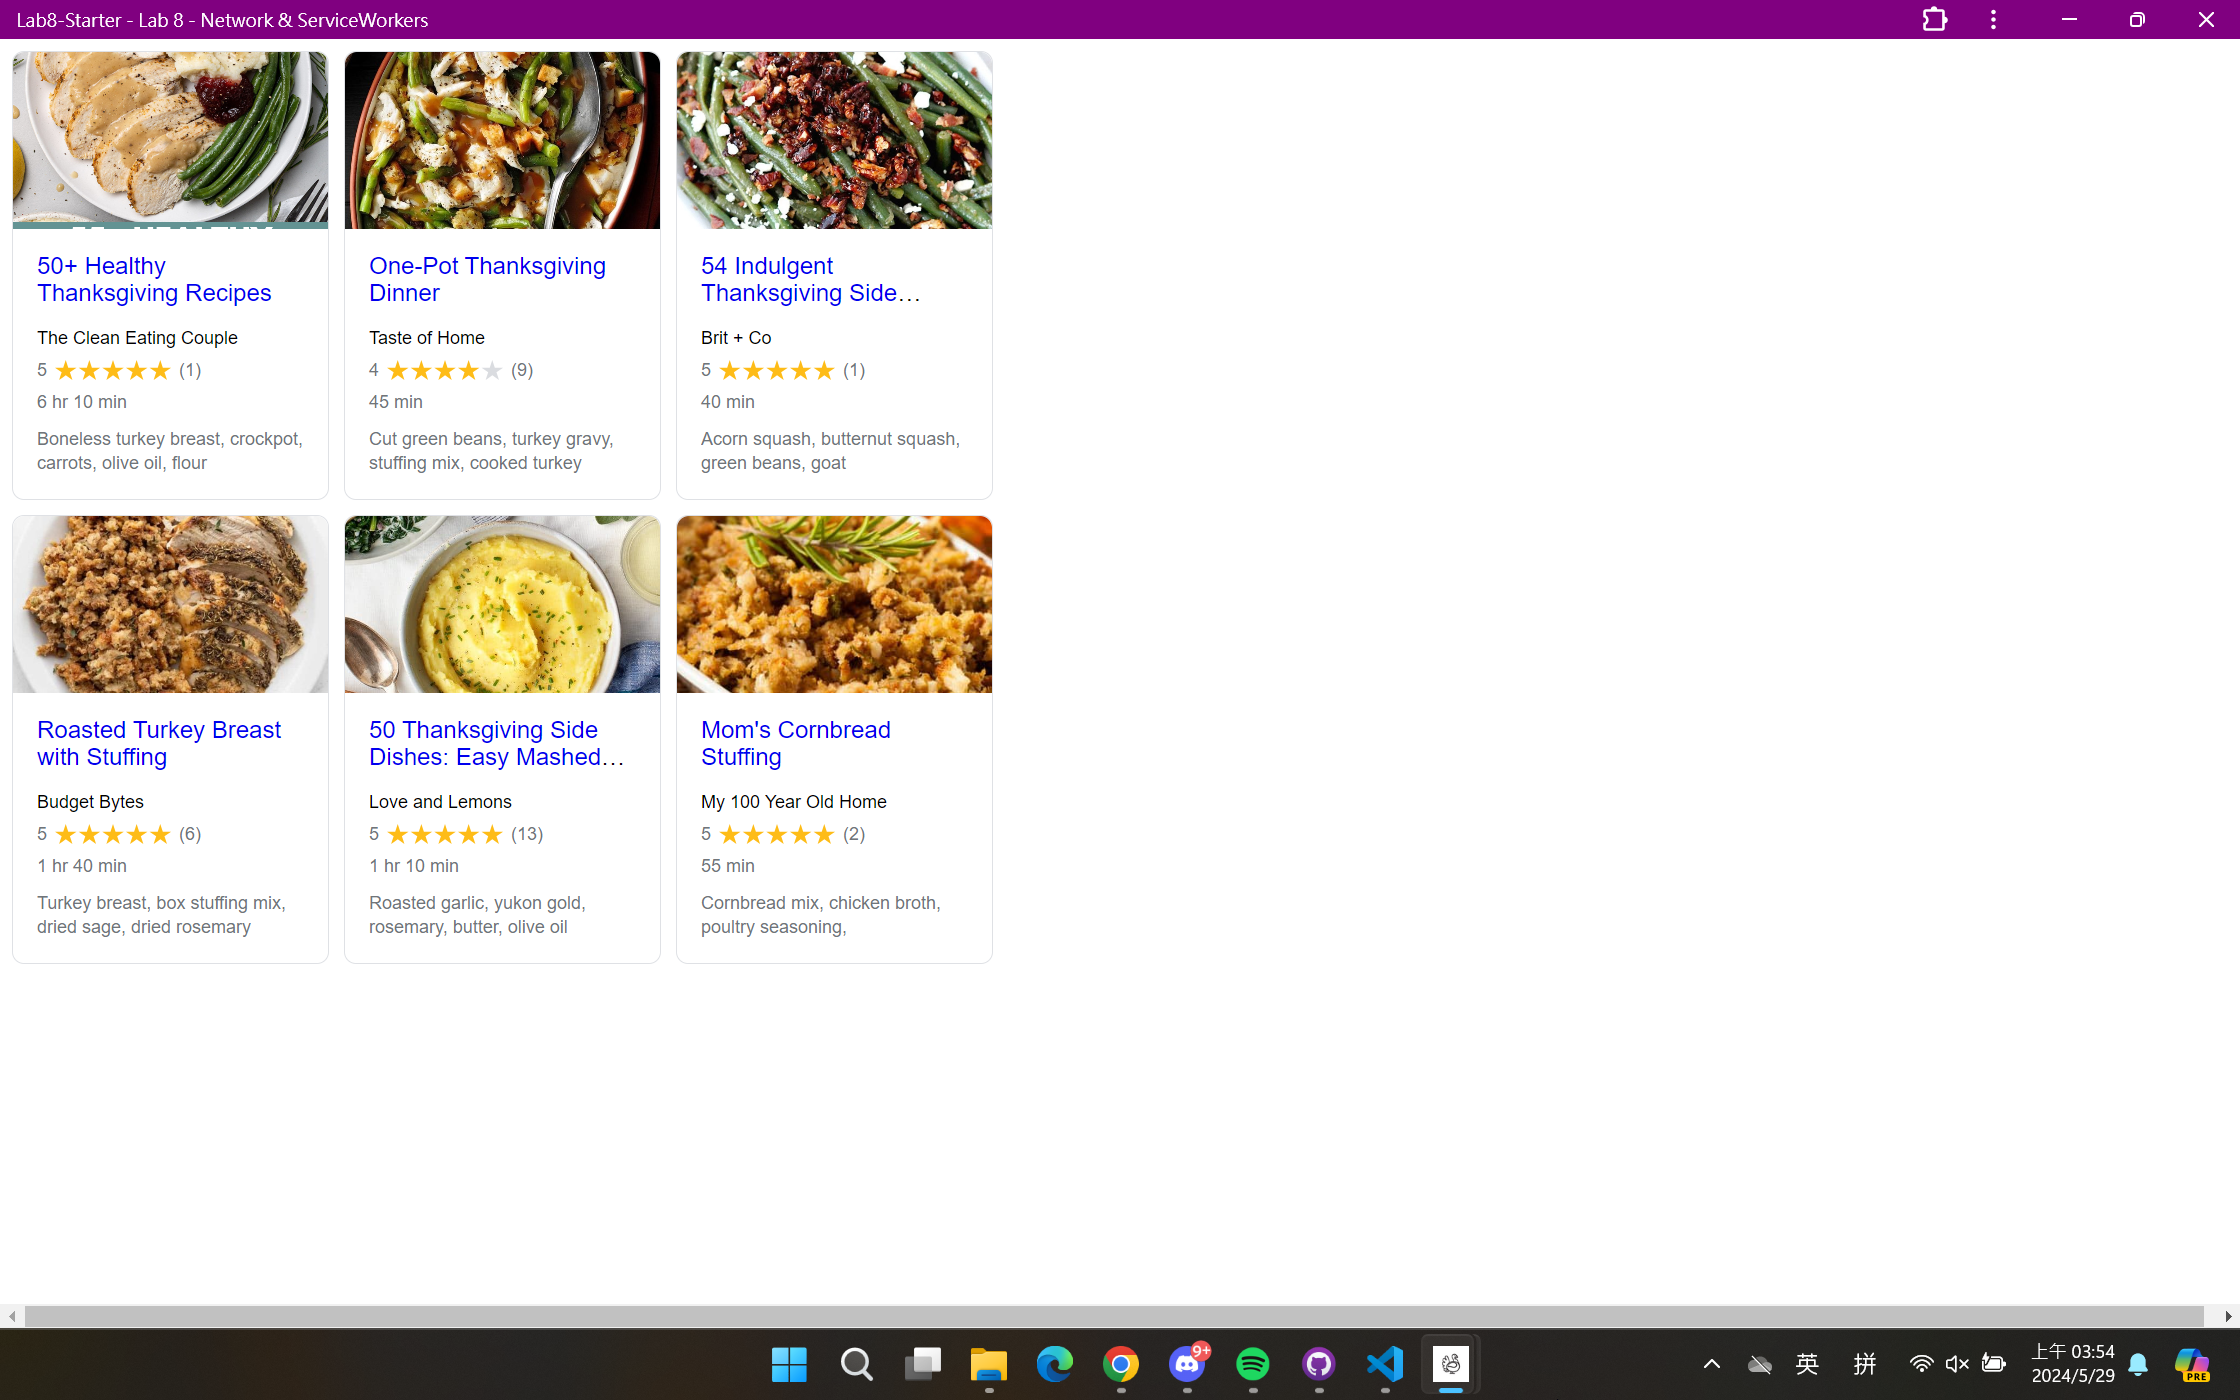 Lab8-Starter - Lab 8 - Network & ServiceWorkers
50+ Healthy
Thanksgiving Recipes
The Clean Eating Couple
5 (1)
6 hr 10 min
Boneless turkey breast, crockpot,
carrots, olive oil, flour
One-Pot Thanksgiving
Dinner
Taste of Home
4 (9)
45 min
Cut green beans, turkey gravy,
stuffing mix, cooked turkey
54 Indulgent
Thanksgiving Side…
Brit + Co
5 (1)
40 min
Acorn squash, butternut squash,
green beans, goat
Roasted Turkey Breast
with Stuffing
Budget Bytes
5 (6)
1 hr 40 min
Turkey breast, box stuffing mix,
dried sage, dried rosemary
50 Thanksgiving Side
Dishes: Easy Mashed…
Love and Lemons
5 (13)
1 hr 10 min
Roasted garlic, yukon gold,
rosemary, butter, olive oil
Mom's Cornbread
Stuffing
My 100 Year Old Home
5 (2)
55 min
Cornbread mix, chicken broth,
poultry seasoning,
9+
英
拼
上午 03:54
2024/5/29
PRE